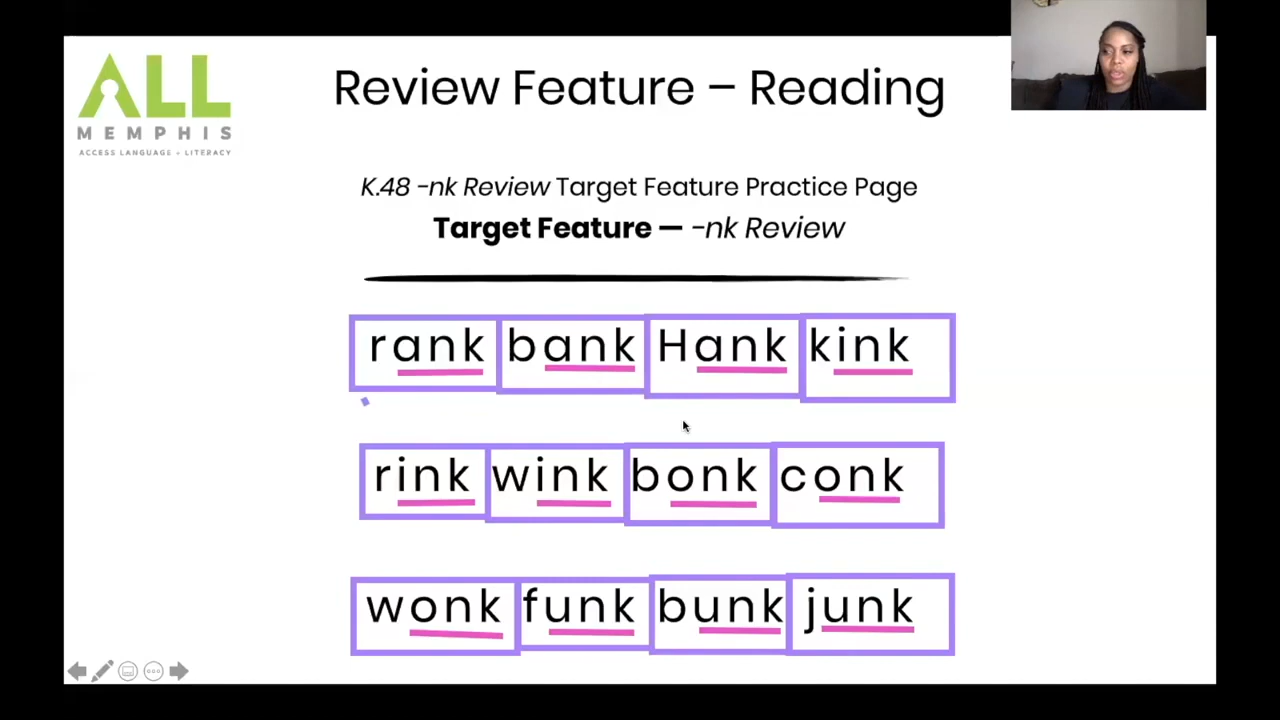 ALL
MEMPHIS
ACCESS LANGUAGE + LITERACY
Review Feature – Reading
K.48 -nk Review Target Feature Practice Page
Target Feature — -nk Review
rank bank Hank kink
rink wink bonk conk
wonk funk bunk junk